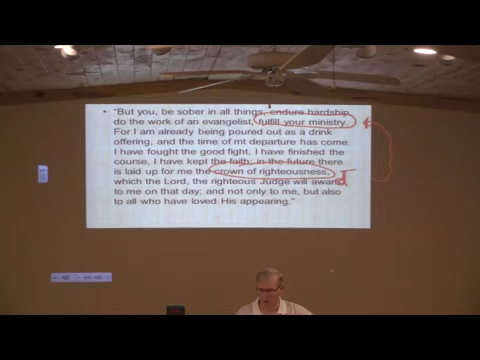 • "But you, be sober in all things, endure hardship,
do the work of an evangelist, fulfill your ministry.
For I am already being poured out as a drink
offering, and the time of mt departure has come.
I have fought the good fight, I have finished the
course, I have kept the faith; in the future there
is laid up for me the crown of righteousness,
which the Lord, the righteous Judge will award
to me on that day; and not only to me, but also
to all who have loved His appearing."